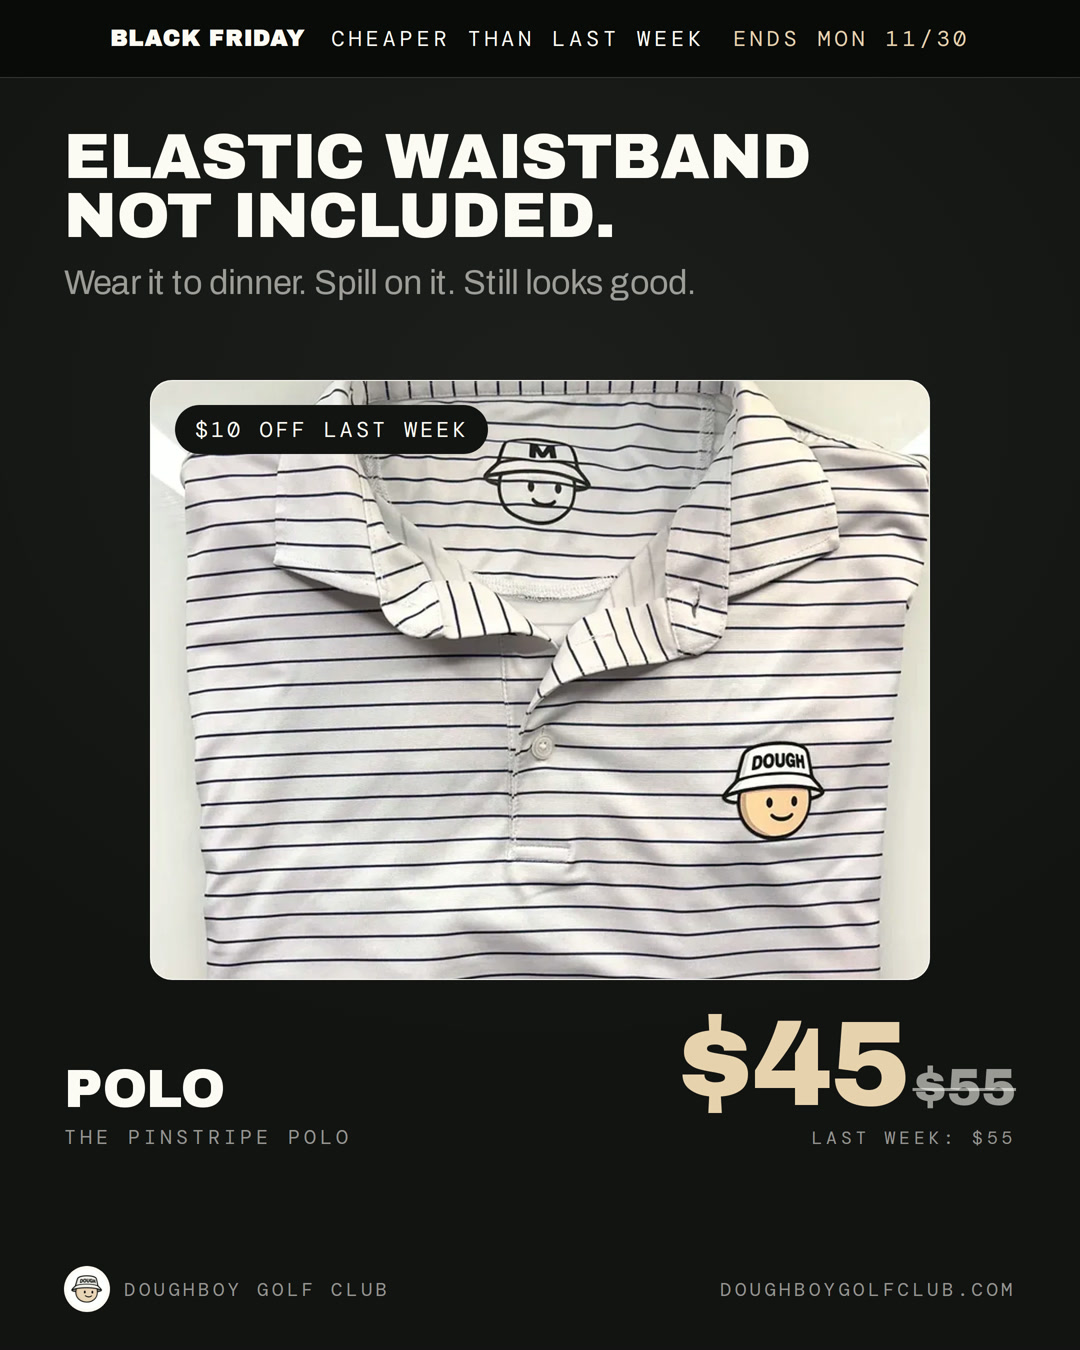 BLACK FRIDAY CHEAPER THAN LAST WEEK ENDS MON 11/30
ELASTIC WAISTBAND
NOT INCLUDED.
Wear it to dinner. Spill on it. Still looks good.
$10 OFF LAST WEEK
M
DOUGH
POLO
$45 $55
THE PINSTRIPE POLO
LAST WEEK: $55
DOUGH
DOUGHBOY GOLF CLUB
DOUGHBOYGOLFCLUB.COM